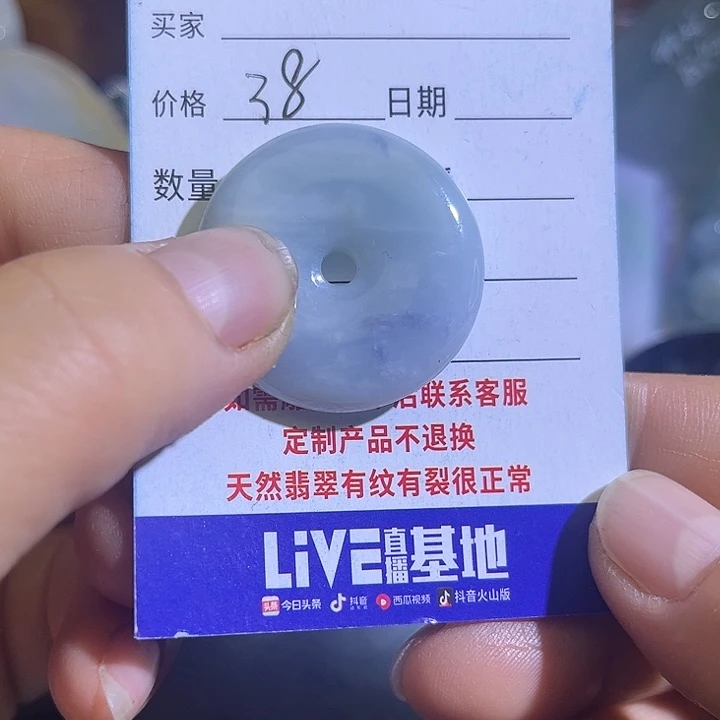 买家
价格 38 日期
数量
联系客服
定制产品不退换
天然翡翠有纹有裂很正常
LiVE直播基地
头条 今日头条 抖音 西瓜视频 抖音火山版